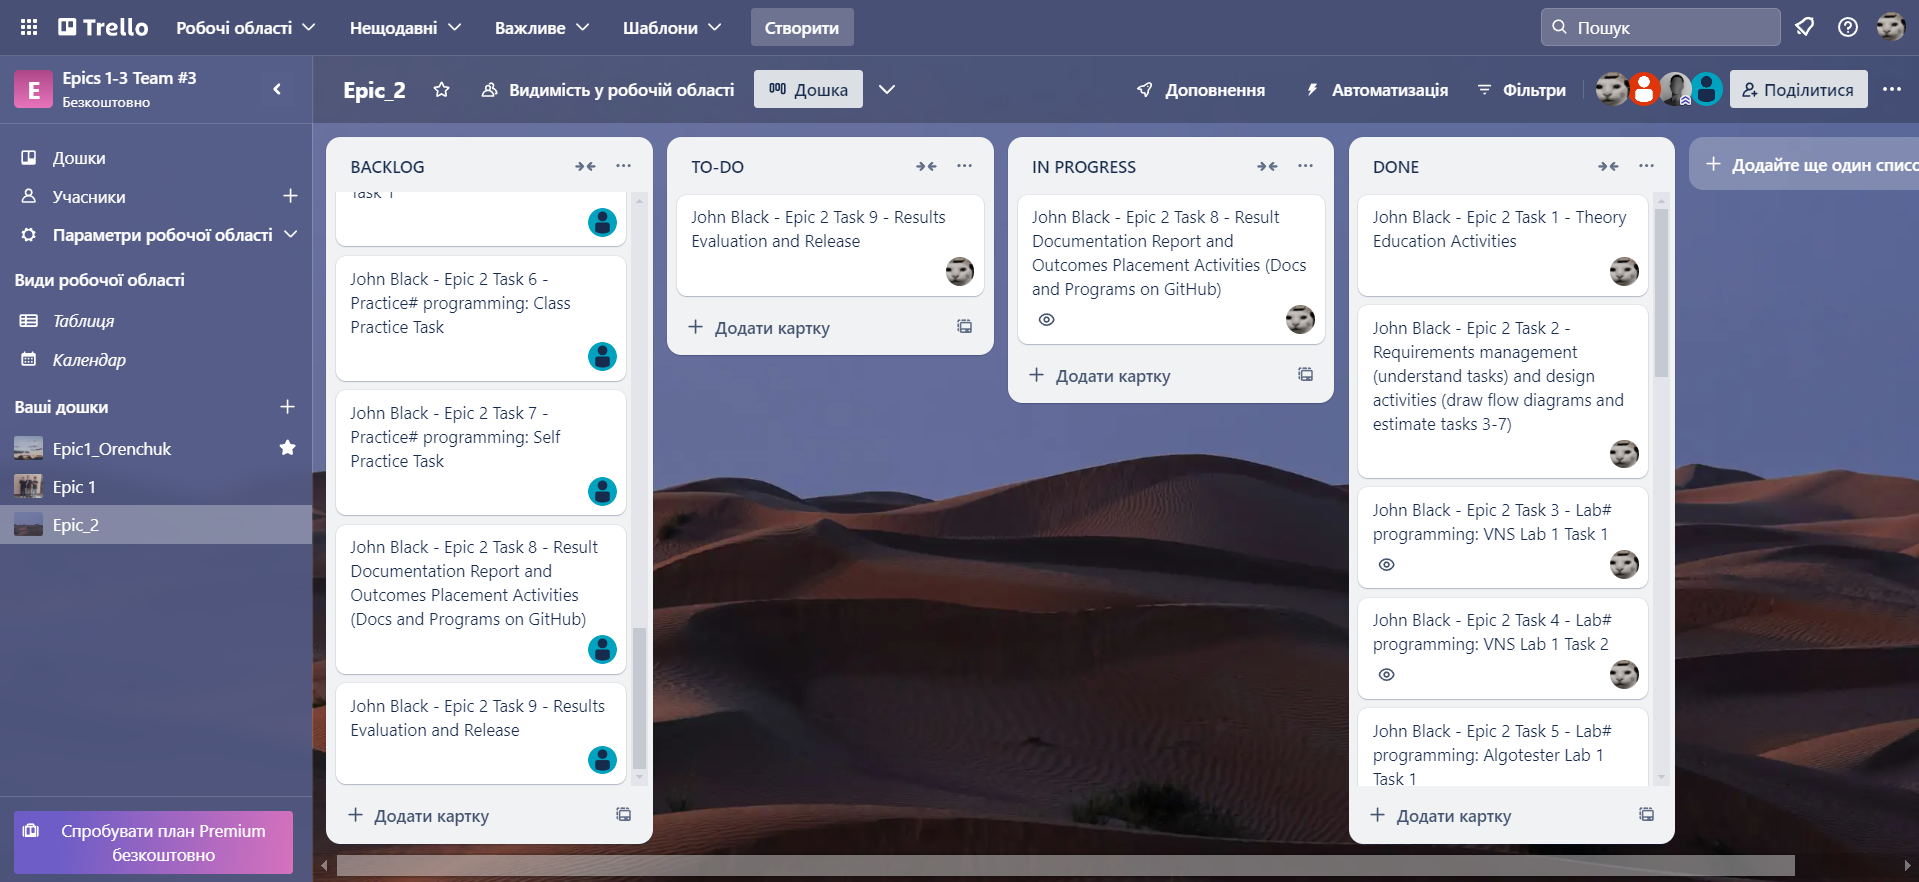 Trello
Робочі області
Нещодавні
Важливе
Шаблони
Створити
Пошук
E
Epics 1-3 Team #3
Безкоштовно
Epic_2
Видимість у робочій області
Дошка
Доповнення
Автоматизація
Фільтри
Поділитися
Дошки
Учасники
Параметри робочої області
Види робочої області
Таблиця
Календар
Ваші дошки
Epic1_Orenchuk
Epic 1
Epic_2
Спробувати план Premium
безкоштовно
BACKLOG
Task 1
John Black - Epic 2 Task 6 -
Practice# programming: Class
Practice Task
John Black - Epic 2 Task 7 -
Practice# programming: Self
Practice Task
John Black - Epic 2 Task 8 - Result
Documentation Report and
Outcomes Placement Activities
(Docs and Programs on GitHub)
John Black - Epic 2 Task 9 - Results
Evaluation and Release
Додати картку
TO-DO
John Black - Epic 2 Task 9 - Results
Evaluation and Release
Додати картку
IN PROGRESS
John Black - Epic 2 Task 8 - Result
Documentation Report and
Outcomes Placement Activities (Docs
and Programs on GitHub)
Додати картку
DONE
John Black - Epic 2 Task 1 - Theory
Education Activities
John Black - Epic 2 Task 2 -
Requirements management
(understand tasks) and design
activities (draw flow diagrams and
estimate tasks 3-7)
John Black - Epic 2 Task 3 - Lab#
programming: VNS Lab 1 Task 1
John Black - Epic 2 Task 4 - Lab#
programming: VNS Lab 1 Task 2
John Black - Epic 2 Task 5 - Lab#
programming: Algotester Lab 1
Task 1
Додати картку
Додайте ще один списо